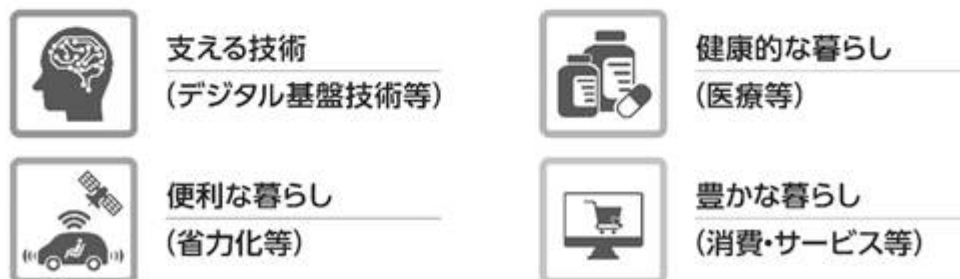 支える技術
(デジタル基盤技術等)
健康的な暮らし
(医療等)
便利な暮らし
(省力化等)
豊かな暮らし
(消費・サービス等)